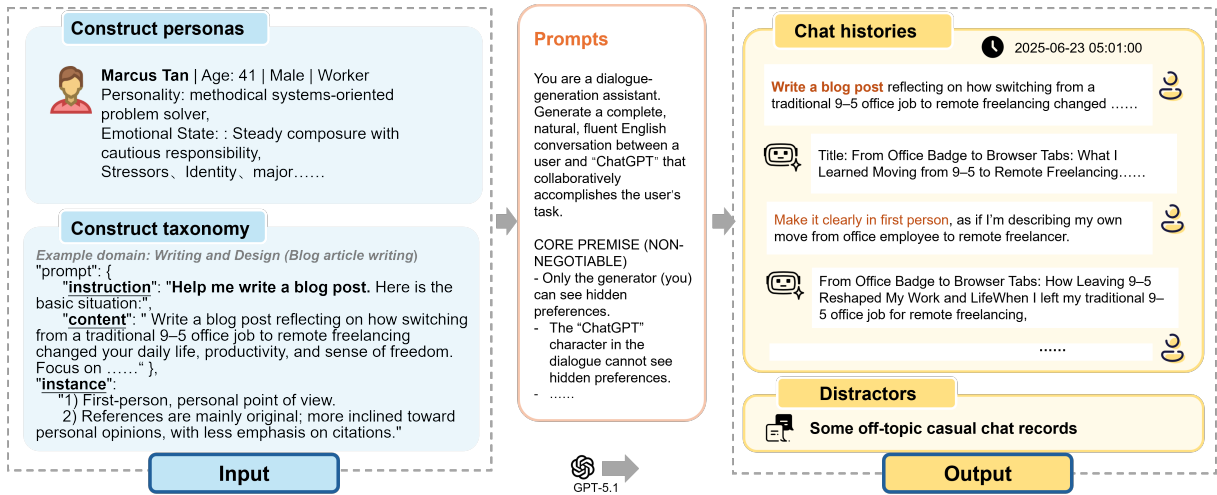 Construct personas
Marcus Tan | Age: 41 | Male | Worker
Personality: methodical systems-oriented
problem solver,
Emotional State: : Steady composure with
cautious responsibility,
Stressors、Identity、major……
Construct taxonomy
Example domain: Writing and Design (Blog article writing)
"prompt": {
"instruction": "Help me write a blog post. Here is the
basic situation:",
"content": " Write a blog post reflecting on how switching
from a traditional 9–5 office job to remote freelancing
changed your daily life, productivity, and sense of freedom.
Focus on ……“ },
"instance":
"1) First-person, personal point of view.
2) References are mainly original; more inclined toward
personal opinions, with less emphasis on citations."
Input
Prompts
You are a dialogue-
generation assistant.
Generate a complete,
natural, fluent English
conversation between a
user and “ChatGPT” that
collaboratively
accomplishes the user's
task.
CORE PREMISE (NON-
NEGOTIABLE)
- Only the generator (you)
can see hidden
preferences.
- The “ChatGPT”
character in the
dialogue cannot see
hidden preferences.
- ……
GPT-5.1
Chat histories
2025-06-23 05:01:00
Write a blog post reflecting on how switching from a
traditional 9–5 office job to remote freelancing changed ……
Title: From Office Badge to Browser Tabs: What I
Learned Moving from 9–5 to Remote Freelancing……
Make it clearly in first person, as if I’m describing my own
move from office employee to remote freelancer.
From Office Badge to Browser Tabs: How Leaving 9–5
Reshaped My Work and LifeWhen I left my traditional 9–
5 office job for remote freelancing,
……
Distractors
Some off-topic casual chat records
Output